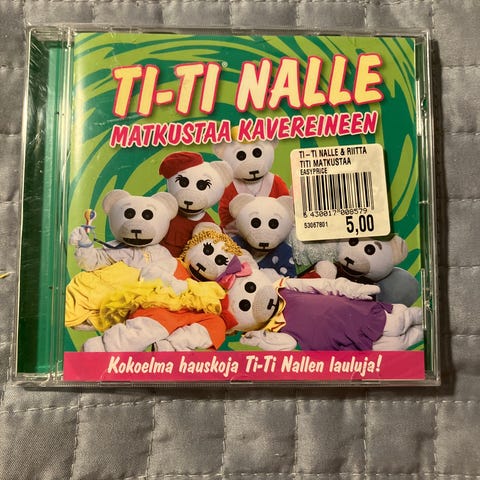 TI-TI® NALLE
MATKUSTAA KAVEREINEEN
TI-TI NALLE & RIITTA
TITI MATKUSTAA
EASYPRICE
6 430017 008579
53067801
5,00
Kokoelma hauskoja Ti-Ti Nallen lauluja!